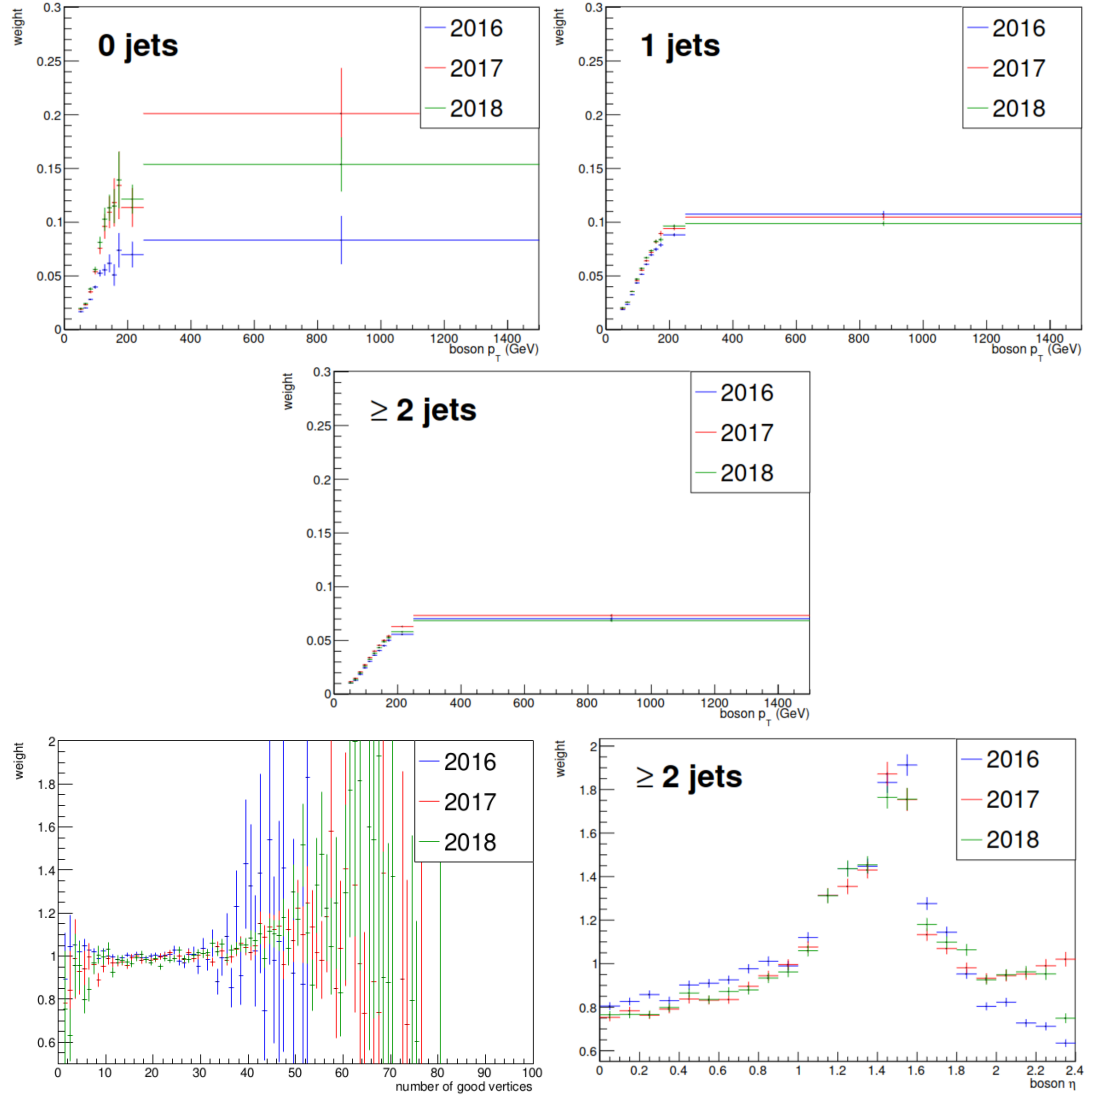 weight
0 jets
2016
2017
2018
0.3
0.25
0.2
0.15
0.1
0.05
0
0 200 400 600 800 1000 1200 1400
boson p_T (GeV)
weight
1 jets
2016
2017
2018
0.3
0.25
0.2
0.15
0.1
0.05
0
0 200 400 600 800 1000 1200 1400
boson p_T (GeV)
weight
≥ 2 jets
2016
2017
2018
0.3
0.25
0.2
0.15
0.1
0.05
0
0 200 400 600 800 1000 1200 1400
boson p_T (GeV)
weight
2016
2017
2018
2
1.8
1.6
1.4
1.2
1
0.8
0.6
0 10 20 30 40 50 60 70 80 90 100
number of good vertices
weight
≥ 2 jets
2016
2017
2018
2
1.8
1.6
1.4
1.2
1
0.8
0.6
0 0.2 0.4 0.6 0.8 1 1.2 1.4 1.6 1.8 2 2.2 2.4
boson η